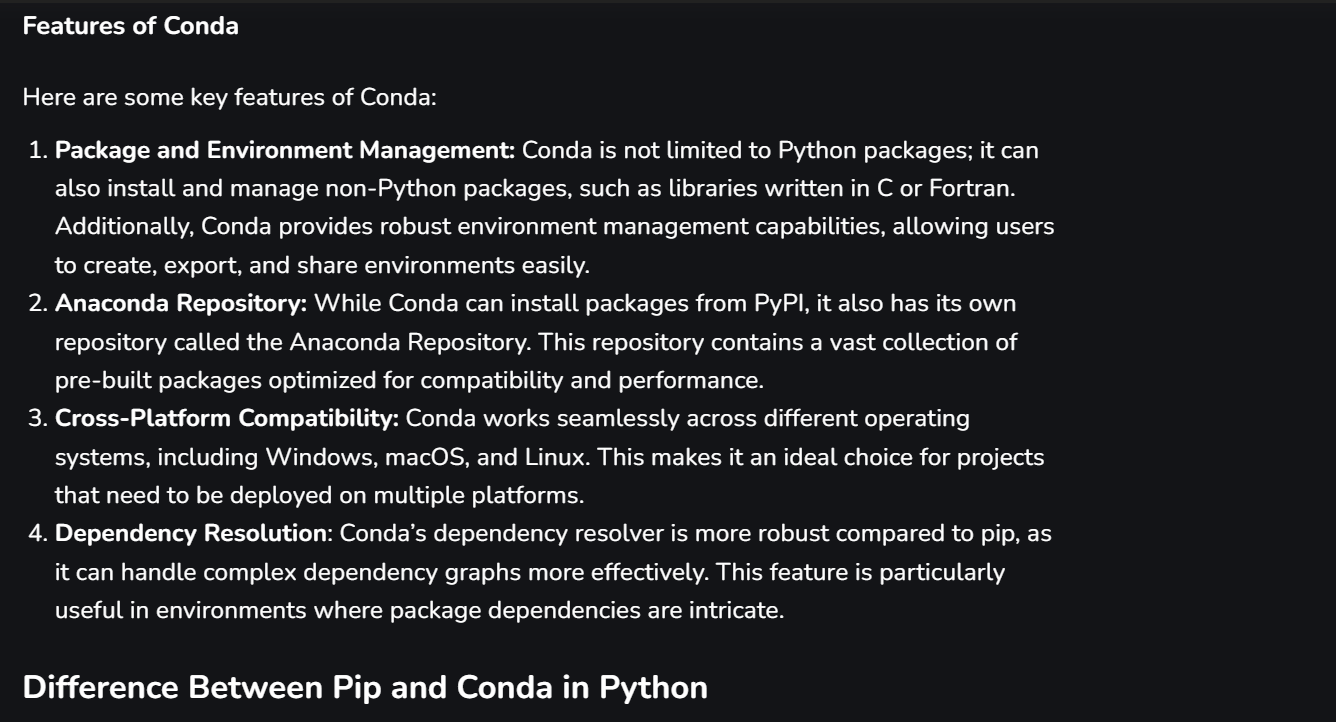 Features of Conda
Here are some key features of Conda:
1. Package and Environment Management: Conda is not limited to Python packages; it can
also install and manage non-Python packages, such as libraries written in C or Fortran.
Additionally, Conda provides robust environment management capabilities, allowing users
to create, export, and share environments easily.
2. Anaconda Repository: While Conda can install packages from PyPI, it also has its own
repository called the Anaconda Repository. This repository contains a vast collection of
pre-built packages optimized for compatibility and performance.
3. Cross-Platform Compatibility: Conda works seamlessly across different operating
systems, including Windows, macOS, and Linux. This makes it an ideal choice for projects
that need to be deployed on multiple platforms.
4. Dependency Resolution: Conda’s dependency resolver is more robust compared to pip, as
it can handle complex dependency graphs more effectively. This feature is particularly
useful in environments where package dependencies are intricate.
Difference Between Pip and Conda in Python